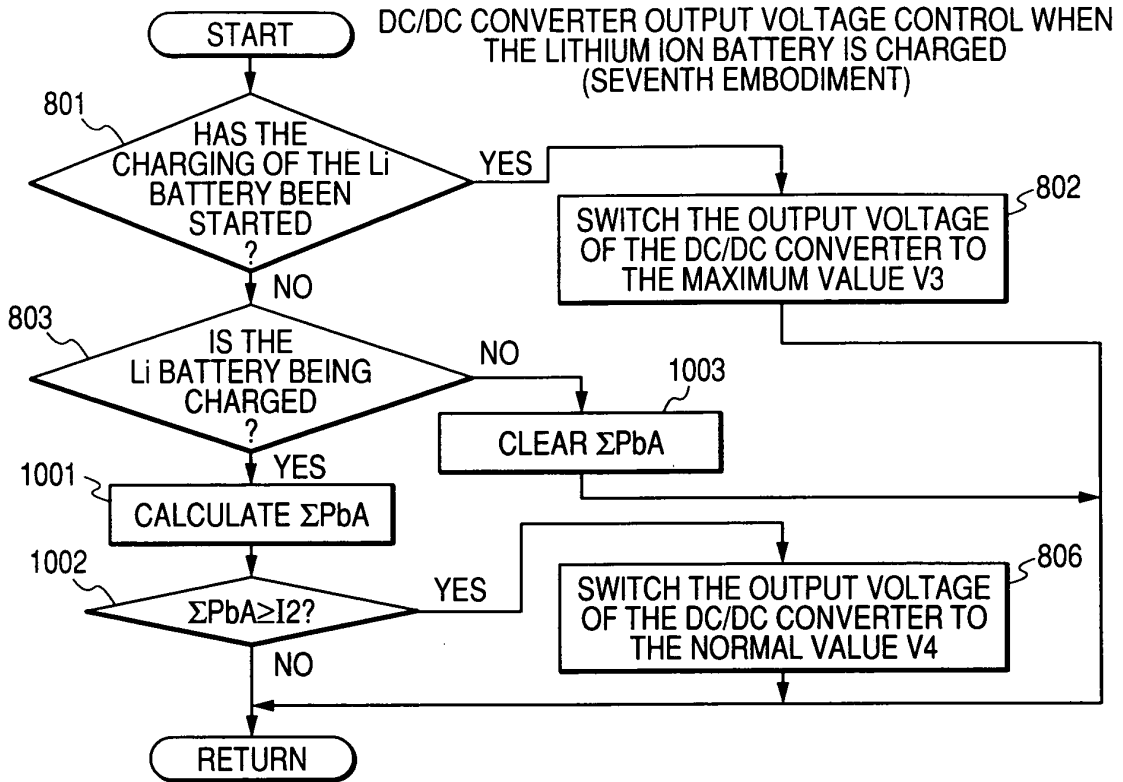 START
DC/DC CONVERTER OUTPUT VOLTAGE CONTROL WHEN
THE LITHIUM ION BATTERY IS CHARGED
(SEVENTH EMBODIMENT)
801
HAS THE
CHARGING OF THE Li
BATTERY BEEN
STARTED
?
YES
802
SWITCH THE OUTPUT VOLTAGE
OF THE DC/DC CONVERTER TO
THE MAXIMUM VALUE V3
NO
803
IS THE
Li BATTERY BEING
CHARGED
?
NO
1003
CLEAR ΣPbA
YES
1001
CALCULATE ΣPbA
1002
ΣPbA≥I2?
YES
806
SWITCH THE OUTPUT VOLTAGE
OF THE DC/DC CONVERTER TO
THE NORMAL VALUE V4
NO
RETURN